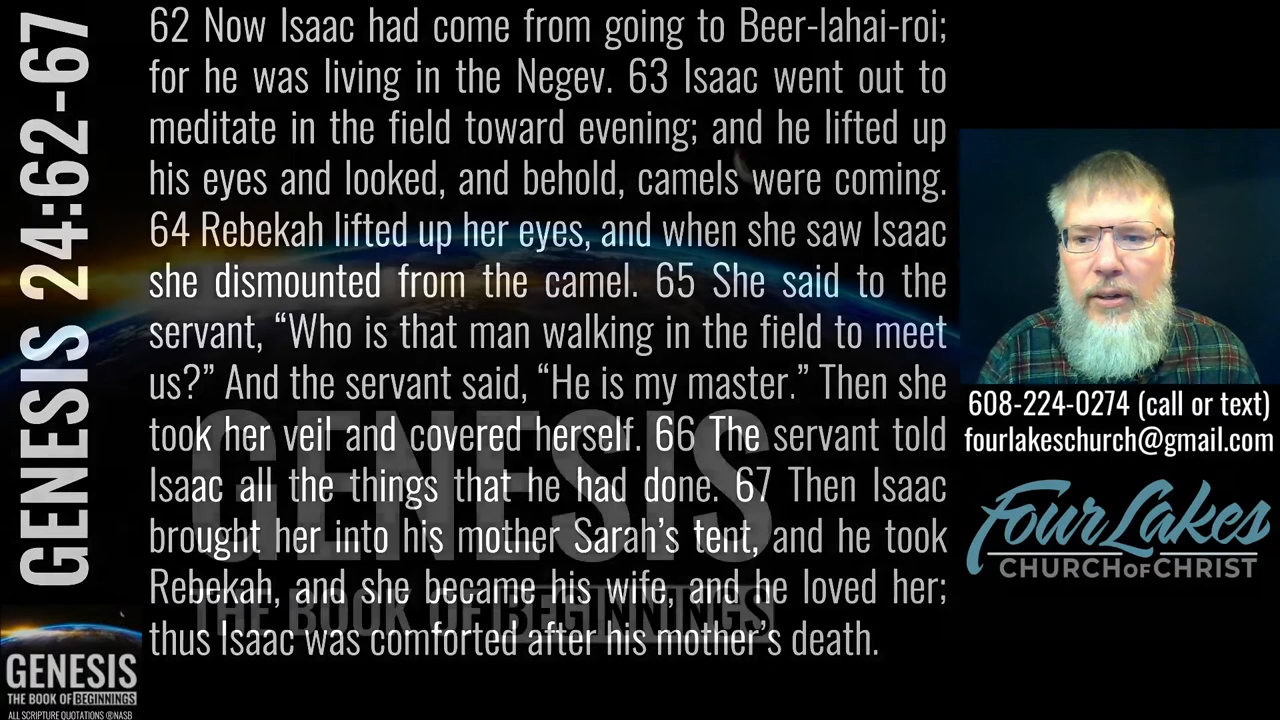 GENESIS 24:62-67
62 Now Isaac had come from going to Beer-lahai-roi;
for he was living in the Negev. 63 Isaac went out to
meditate in the field toward evening; and he lifted up
his eyes and looked, and behold, camels were coming.
64 Rebekah lifted up her eyes, and when she saw Isaac
she dismounted from the camel. 65 She said to the
servant, “Who is that man walking in the field to meet
us?” And the servant said, “He is my master.” Then she
took her veil and covered herself. 66 The servant told
Isaac all the things that he had done. 67 Then Isaac
brought her into his mother Sarah’s tent, and he took
Rebekah, and she became his wife, and he loved her;
thus Isaac was comforted after his mother’s death.
GENESIS
THE BOOK OF BEGINNINGS
608-224-0274 (call or text)
fourlakeschurch@gmail.com
Four Lakes
CHURCH OF CHRIST
GENESIS
THE BOOK OF BEGINNINGS
ALL SCRIPTURE QUOTATIONS ®NASB